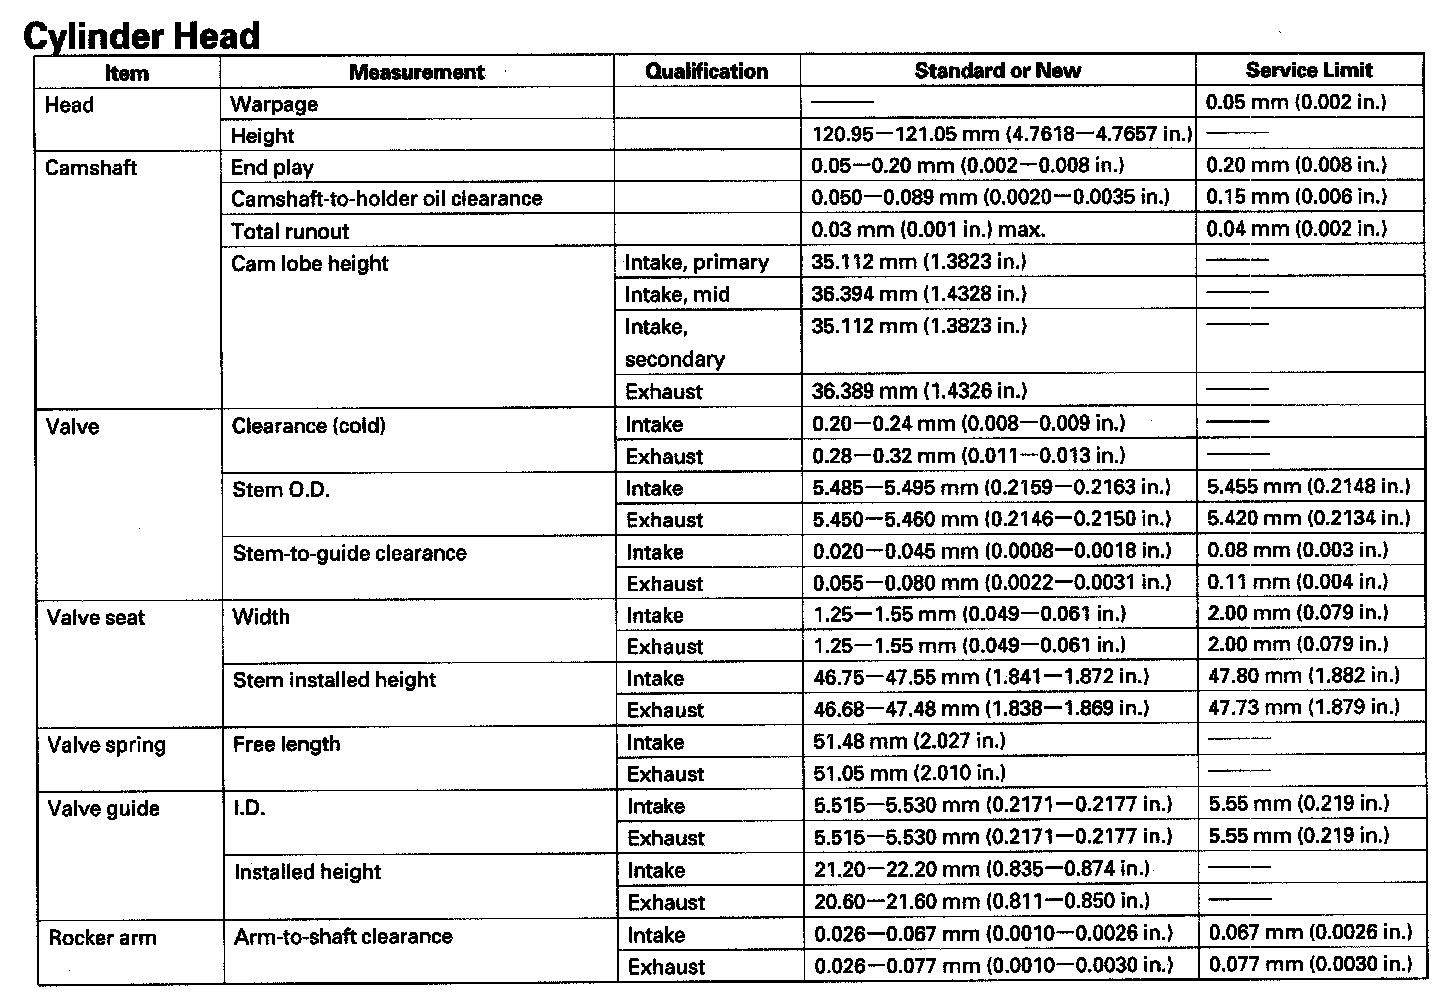 Cylinder Head
Item Measurement Qualification Standard or New Service Limit
Head Warpage —— 0.05 mm (0.002 in.)
Height 120.95—121.05 mm (4.7618—4.7657 in.) ——
Camshaft End play 0.05—0.20 mm (0.002—0.008 in.) 0.20 mm (0.008 in.)
Camshaft-to-holder oil clearance 0.050—0.089 mm (0.0020—0.0035 in.) 0.15 mm (0.006 in.)
Total runout 0.03 mm (0.001 in.) max. 0.04 mm (0.002 in.)
Cam lobe height Intake, primary 35.112 mm (1.3823 in.) ——
Intake, mid 36.394 mm (1.4328 in.) ——
Intake, 35.112 mm (1.3823 in.) ——
secondary
Exhaust 36.389 mm (1.4326 in.) ——
Valve Clearance (cold) Intake 0.20—0.24 mm (0.008—0.009 in.) ——
Exhaust 0.28—0.32 mm (0.011—0.013 in.) ——
Stem O.D. Intake 5.485—5.495 mm (0.2159—0.2163 in.) 5.455 mm (0.2148 in.)
Exhaust 5.450—5.460 mm (0.2146—0.2150 in.) 5.420 mm (0.2134 in.)
Stem-to-guide clearance Intake 0.020—0.045 mm (0.0008—0.0018 in.) 0.08 mm (0.003 in.)
Exhaust 0.055—0.080 mm (0.0022—0.0031 in.) 0.11 mm (0.004 in.)
Valve seat Width Intake 1.25—1.55 mm (0.049—0.061 in.) 2.00 mm (0.079 in.)
Exhaust 1.25—1.55 mm (0.049—0.061 in.) 2.00 mm (0.079 in.)
Stem installed height Intake 46.75—47.55 mm (1.841—1.872 in.) 47.80 mm (1.882 in.)
Exhaust 46.68—47.48 mm (1.838—1.869 in.) 47.73 mm (1.879 in.)
Valve spring Free length Intake 51.48 mm (2.027 in.) ——
Exhaust 51.05 mm (2.010 in.) ——
Valve guide I.D. Intake 5.515—5.530 mm (0.2171—0.2177 in.) 5.55 mm (0.219 in.)
Exhaust 5.515—5.530 mm (0.2171—0.2177 in.) 5.55 mm (0.219 in.)
Installed height Intake 21.20—22.20 mm (0.835—0.874 in.) ——
Exhaust 20.60—21.60 mm (0.811—0.850 in.) ——
Rocker arm Arm-to-shaft clearance Intake 0.026—0.067 mm (0.0010—0.0026 in.) 0.067 mm (0.0026 in.)
Exhaust 0.026—0.077 mm (0.0010—0.0030 in.) 0.077 mm (0.0030 in.)